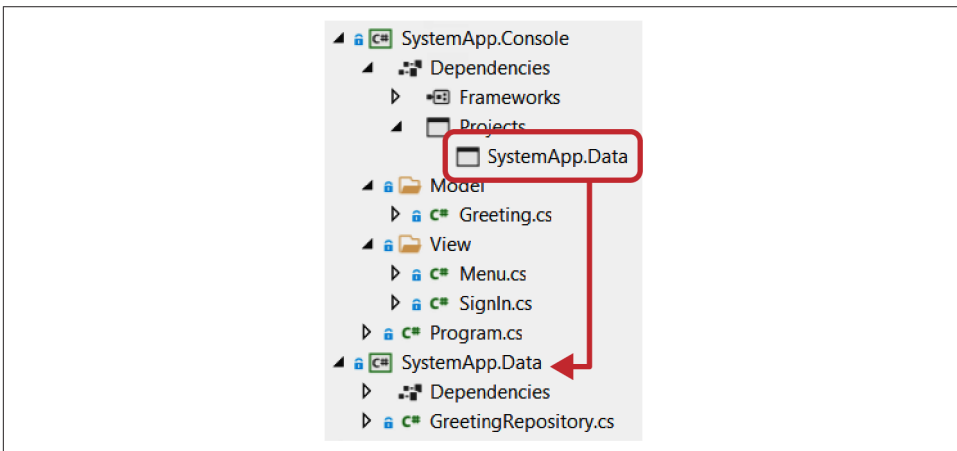 C# SystemApp.Console
Dependencies
Frameworks
Projects
SystemApp.Data
Model
C# Greeting.cs
View
C# Menu.cs
C# SignIn.cs
C# Program.cs
C# SystemApp.Data
Dependencies
C# GreetingRepository.cs